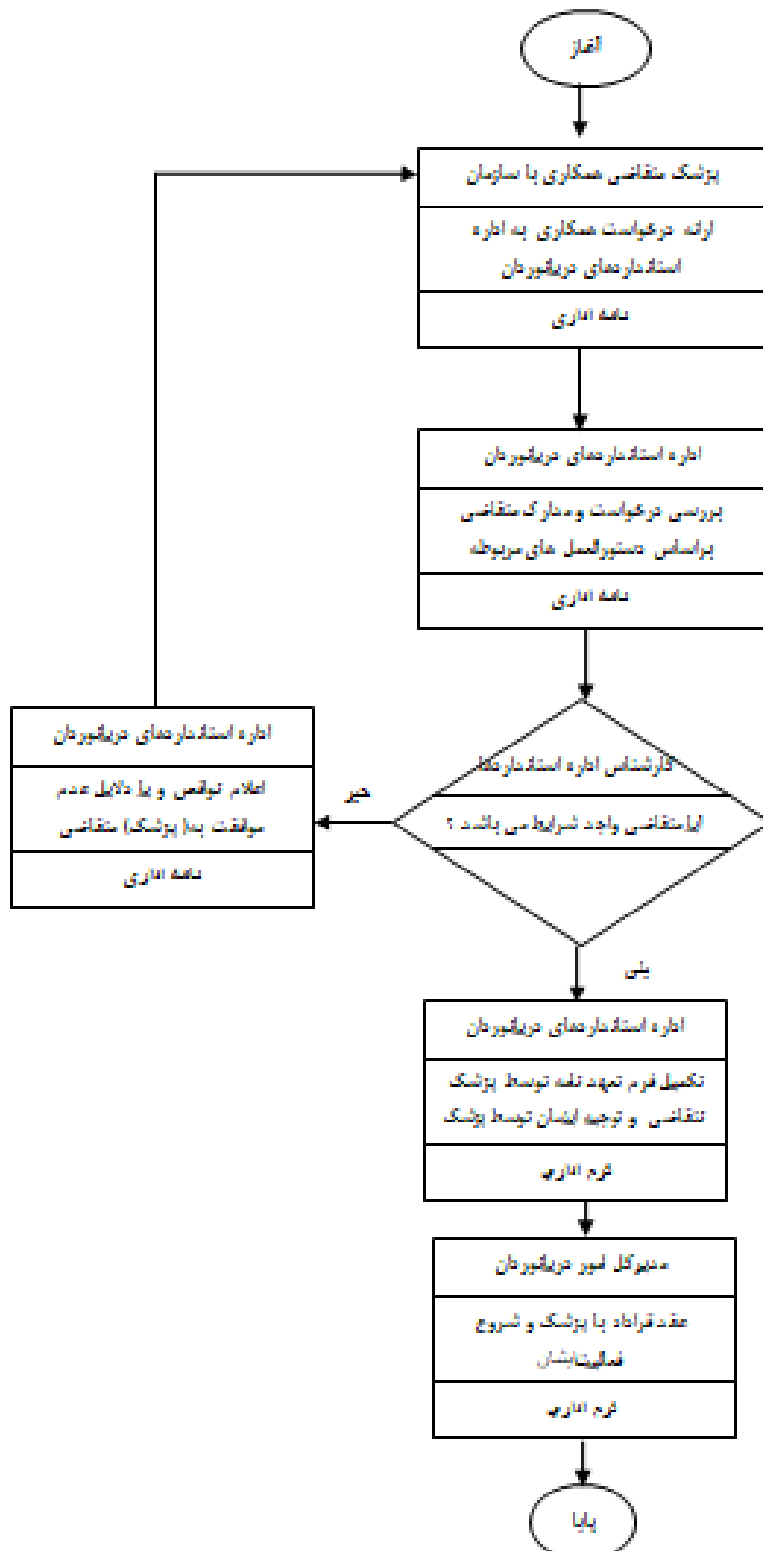 آغاز
پزشک متقاضی همکاری با سازمان
ارائه درخواست همکاری به اداره
استانداردهای دریانوردان
نامه اداری
اداره استانداردهای دریانوردان
بررسی درخواست و مدارک متقاضی
براساس دستورالعمل های مربوطه
نامه اداری
کارشناس اداره استانداردها
آیا متقاضی واجد شرایط می باشد ؟
خیر
اداره استانداردهای دریانوردان
اعلام نواقص و یا دلایل عدم
موافقت به( پزشک) متقاضی
نامه اداری
بلی
اداره استانداردهای دریانوردان
تکمیل فرم تعهد نامه توسط پزشک
تتقاضی و توجیه ایشان توسط پزشک
فرم اداری
مدیرکل امور دریانوردان
عقد قراداد با پزشک و شروع
فعالیت ایشان
فرم اداری
پایا